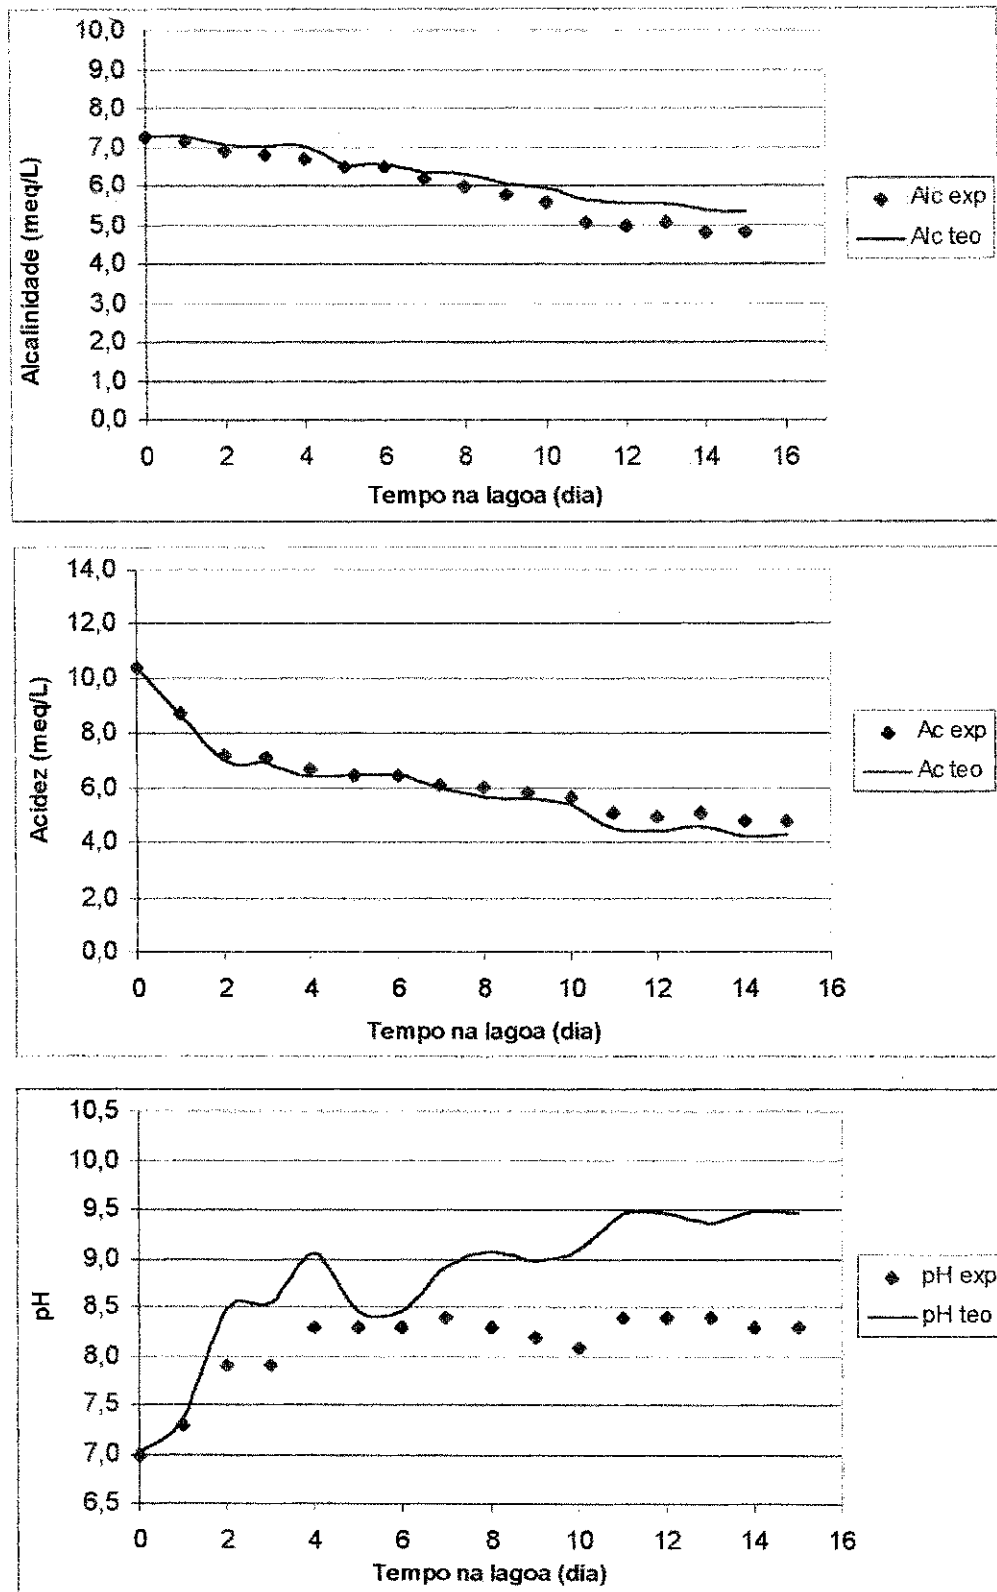 10,0
9,0
8,0
7,0
6,0
5,0
4,0
3,0
2,0
1,0
0,0
Alcalinidade (meq/L)
0 2 4 6 8 10 12 14 16
Tempo na lagoa (dia)
Alc exp
Alc teo
14,0
12,0
10,0
8,0
6,0
4,0
2,0
0,0
Acidez (meq/L)
0 2 4 6 8 10 12 14 16
Tempo na lagoa (dia)
Ac exp
Ac teo
10,5
10,0
9,5
9,0
8,5
8,0
7,5
7,0
6,5
pH
0 2 4 6 8 10 12 14 16
Tempo na lagoa (dia)
pH exp
pH teo